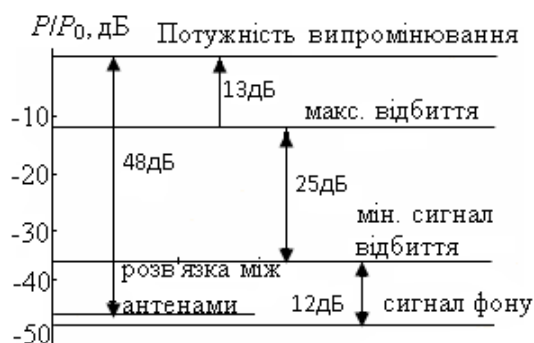 P/P₀, дБ
Потужність випромінювання
13дБ
-10
макс. відбиття
48дБ
-20
25дБ
-30
мін. сигнал
відбиття
розв'язка між
-40
антенами
12дБ
сигнал фону
-50